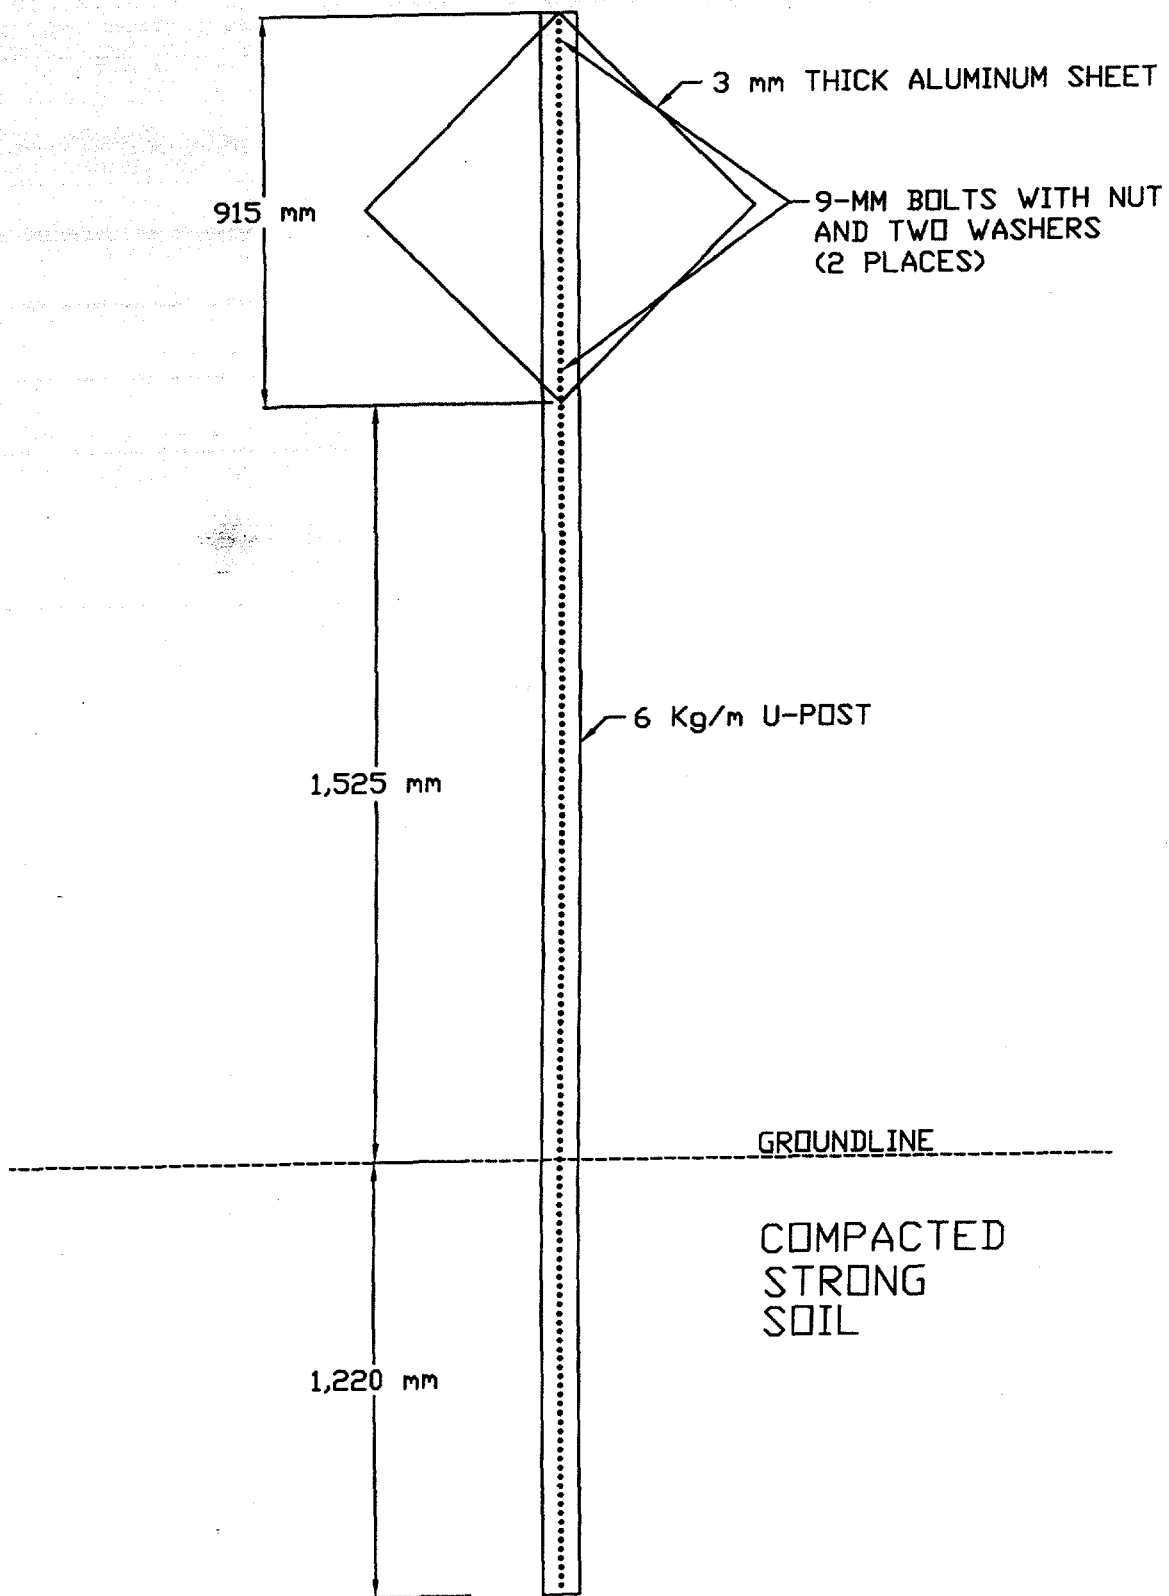 3 mm THICK ALUMINUM SHEET
915 mm
9-MM BOLTS WITH NUT
AND TWO WASHERS
(2 PLACES)
6 Kg/m U-POST
1,525 mm
GROUNDLINE
COMPACTED
STRONG
SOIL
1,220 mm